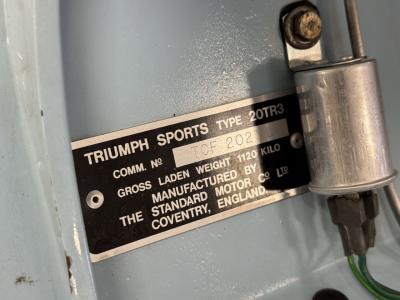 TRIUMPH SPORTS TYPE 20TR3
COMM. Nº TCF 202
GROSS LADEN WEIGHT 1120 KILO
MANUFACTURED BY
THE STANDARD MOTOR Cº LTD
COVENTRY, ENGLAND.